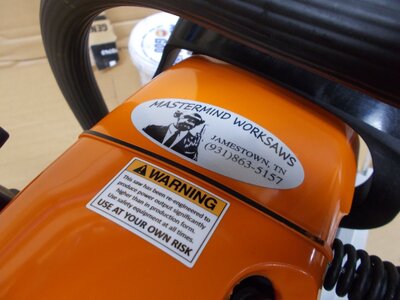 MASTERMIND WORKSAWS
JAMESTOWN, TN
(931)863-5157
WARNING
This saw has been re-engineered to
produce power output significantly
higher than in production form.
Use safety equipment at all times.
USE AT YOUR OWN RISK